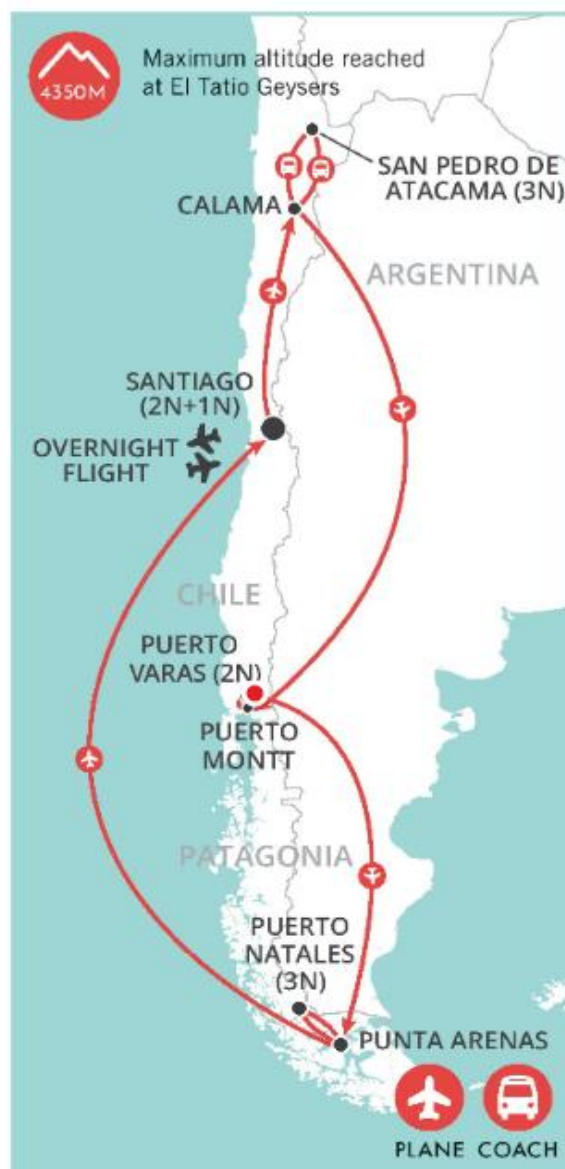 4350M
Maximum altitude reached
at El Tatio Geysers
SAN PEDRO DE
ATACAMA (3N)
CALAMA
ARGENTINA
SANTIAGO
(2N+1N)
OVERNIGHT
FLIGHT
CHILE
PUERTO
VARAS (2N)
PUERTO
MONTT
PATAGONIA
PUERTO
NATALES
(3N)
PUNTA ARENAS
PLANE COACH